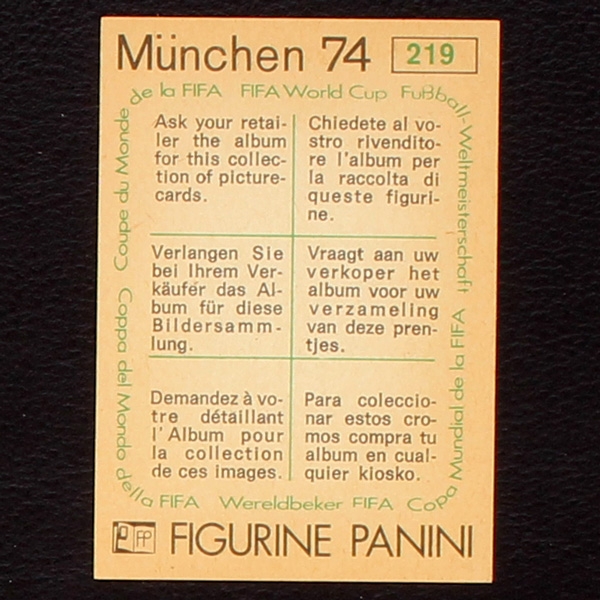 München 74 219
Coupe du Monde de la FIFA FIFA World Cup Fußball-Weltmeisterschaft
Ask your retai-
ler the album
for this collec-
tion of picture-
cards.
Chiedete al vo-
stro rivendito-
re l'album per
la raccolta di
queste figuri-
ne.
Verlangen Sie
bei Ihrem Ver-
käufer das Al-
bum für diese
Bildersamm-
lung.
Vraagt aan uw
verkoper het
album voor uw
verzameling
van deze pren-
tjes.
Demandez à vo-
tre détaillant
l'Album pour
la collection
de ces images.
Para coleccio-
nar estos cro-
mos compra tu
album en cual-
quier kiosko.
Coppa del Mondo della FIFA Wereldbeker FIFA Copa Mundial de la FIFA
FP FIGURINE PANINI